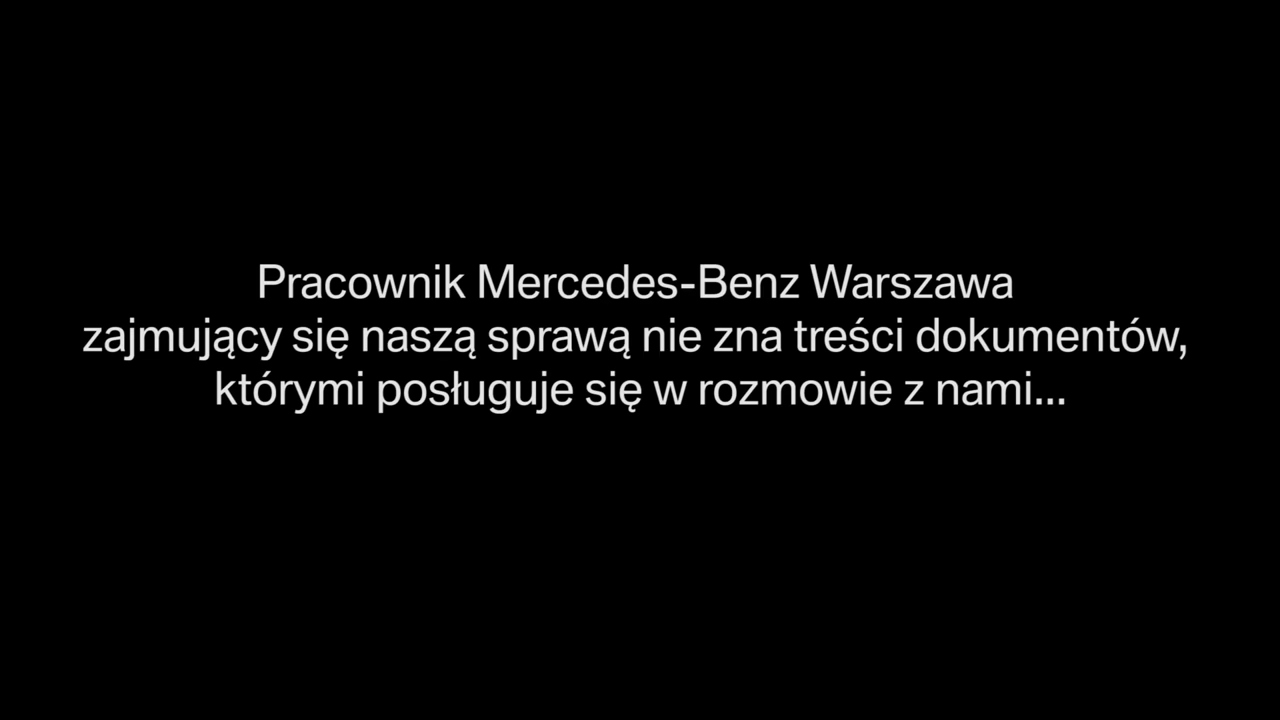 Pracownik Mercedes-Benz Warszawa
zajmujący się naszą sprawą nie zna treści dokumentów,
którymi posługuje się w rozmowie z nami...